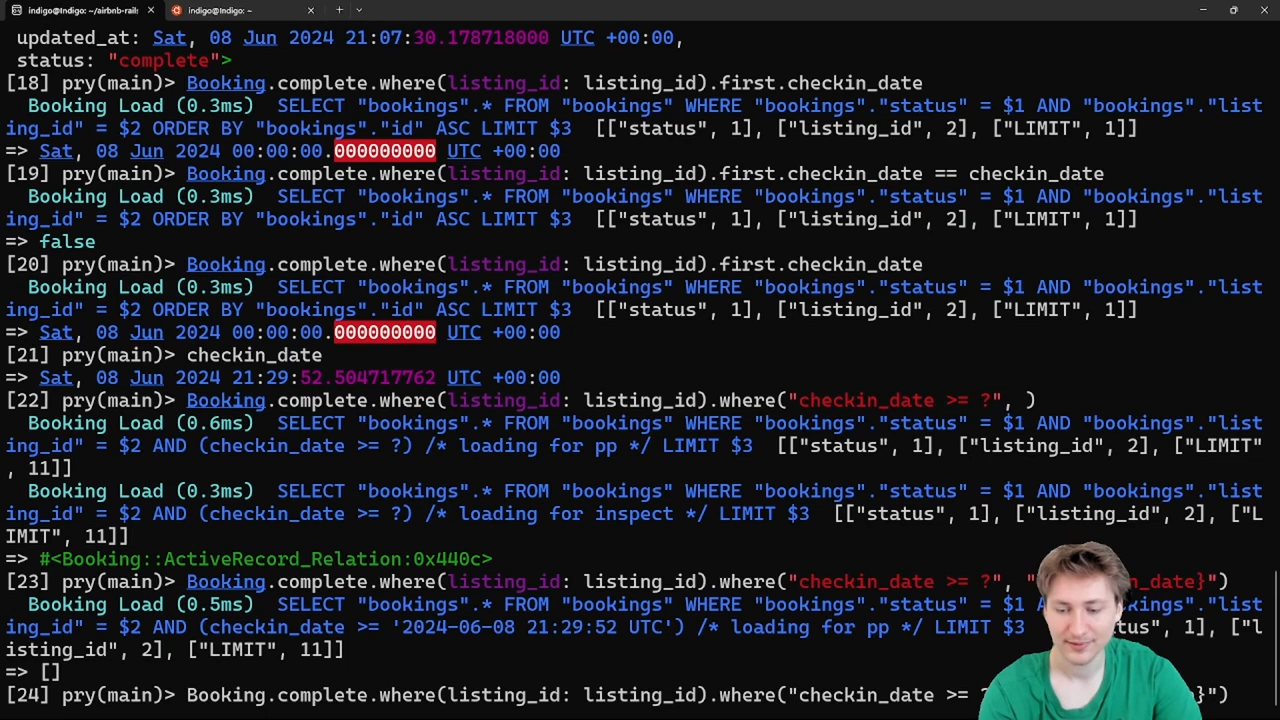 indigo@Indigo: ~/airbnb-rails
indigo@Indigo: ~
updated_at: Sat, 08 Jun 2024 21:07:30.178718000 UTC +00:00,
status: "complete">
[18] pry(main)> Booking.complete.where(listing_id: listing_id).first.checkin_date
Booking Load (0.3ms)  SELECT "bookings".* FROM "bookings" WHERE "bookings"."status" = $1 AND "bookings"."list
ing_id" = $2 ORDER BY "bookings"."id" ASC LIMIT $3  [["status", 1], ["listing_id", 2], ["LIMIT", 1]]
=> Sat, 08 Jun 2024 00:00:00.000000000 UTC +00:00
[19] pry(main)> Booking.complete.where(listing_id: listing_id).first.checkin_date == checkin_date
Booking Load (0.3ms)  SELECT "bookings".* FROM "bookings" WHERE "bookings"."status" = $1 AND "bookings"."list
ing_id" = $2 ORDER BY "bookings"."id" ASC LIMIT $3  [["status", 1], ["listing_id", 2], ["LIMIT", 1]]
=> false
[20] pry(main)> Booking.complete.where(listing_id: listing_id).first.checkin_date
Booking Load (0.3ms)  SELECT "bookings".* FROM "bookings" WHERE "bookings"."status" = $1 AND "bookings"."list
ing_id" = $2 ORDER BY "bookings"."id" ASC LIMIT $3  [["status", 1], ["listing_id", 2], ["LIMIT", 1]]
=> Sat, 08 Jun 2024 00:00:00.000000000 UTC +00:00
[21] pry(main)> checkin_date
=> Sat, 08 Jun 2024 21:29:52.504717762 UTC +00:00
[22] pry(main)> Booking.complete.where(listing_id: listing_id).where("checkin_date >= ?", )
Booking Load (0.6ms)  SELECT "bookings".* FROM "bookings" WHERE "bookings"."status" = $1 AND "bookings"."list
ing_id" = $2 AND (checkin_date >= ?) /* loading for pp */ LIMIT $3  [["status", 1], ["listing_id", 2], ["LIMIT"
, 11]]
Booking Load (0.3ms)  SELECT "bookings".* FROM "bookings" WHERE "bookings"."status" = $1 AND "bookings"."list
ing_id" = $2 AND (checkin_date >= ?) /* loading for inspect */ LIMIT $3  [["status", 1], ["listing_id", 2], ["L
IMIT", 11]]
=> #<Booking::ActiveRecord_Relation:0x440c>
[23] pry(main)> Booking.complete.where(listing_id: listing_id).where("checkin_date >= ?", "n_date}")
Booking Load (0.5ms)  SELECT "bookings".* FROM "bookings" WHERE "bookings"."status" = $1 A okings"."list
ing_id" = $2 AND (checkin_date >= '2024-06-08 21:29:52 UTC') /* loading for pp */ LIMIT $3 tus", 1], ["l
isting_id", 2], ["LIMIT", 11]]
=> []
[24] pry(main)> Booking.complete.where(listing_id: listing_id).where("checkin_date >= }")